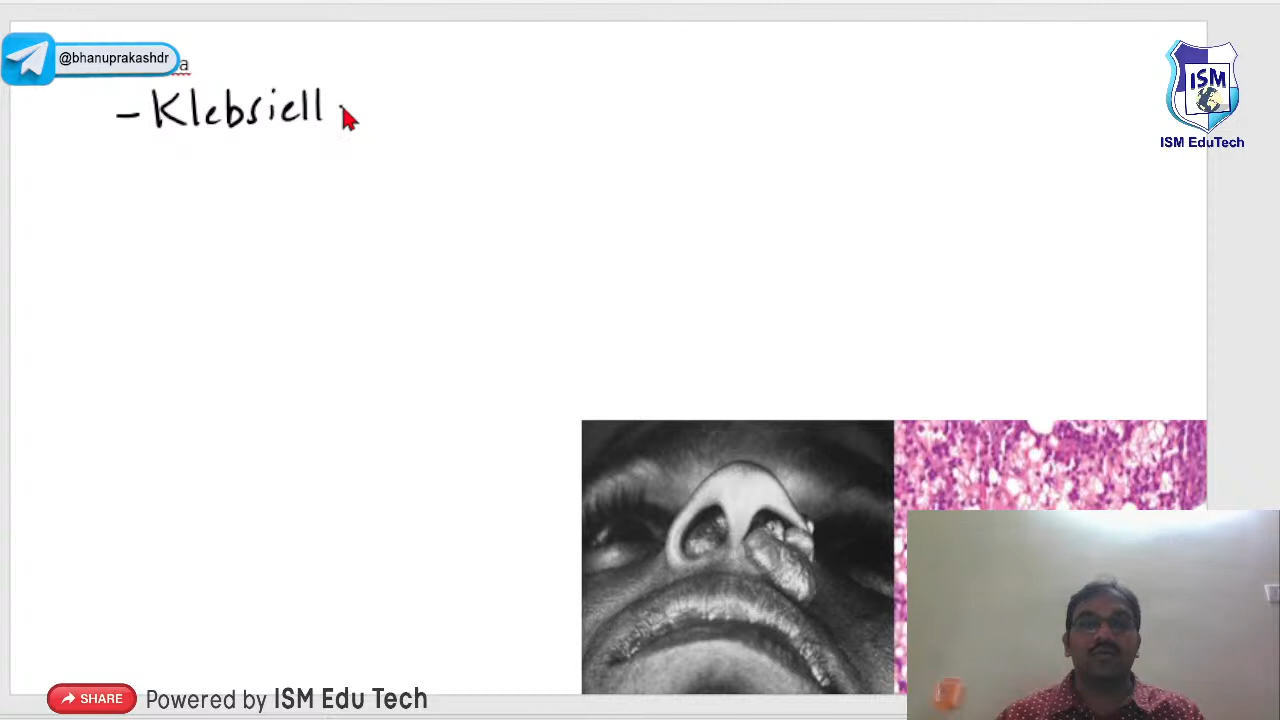 @bhanuprakashdr
a
- Klebsiell
ISM
ISM EduTech
SHARE Powered by ISM Edu Tech